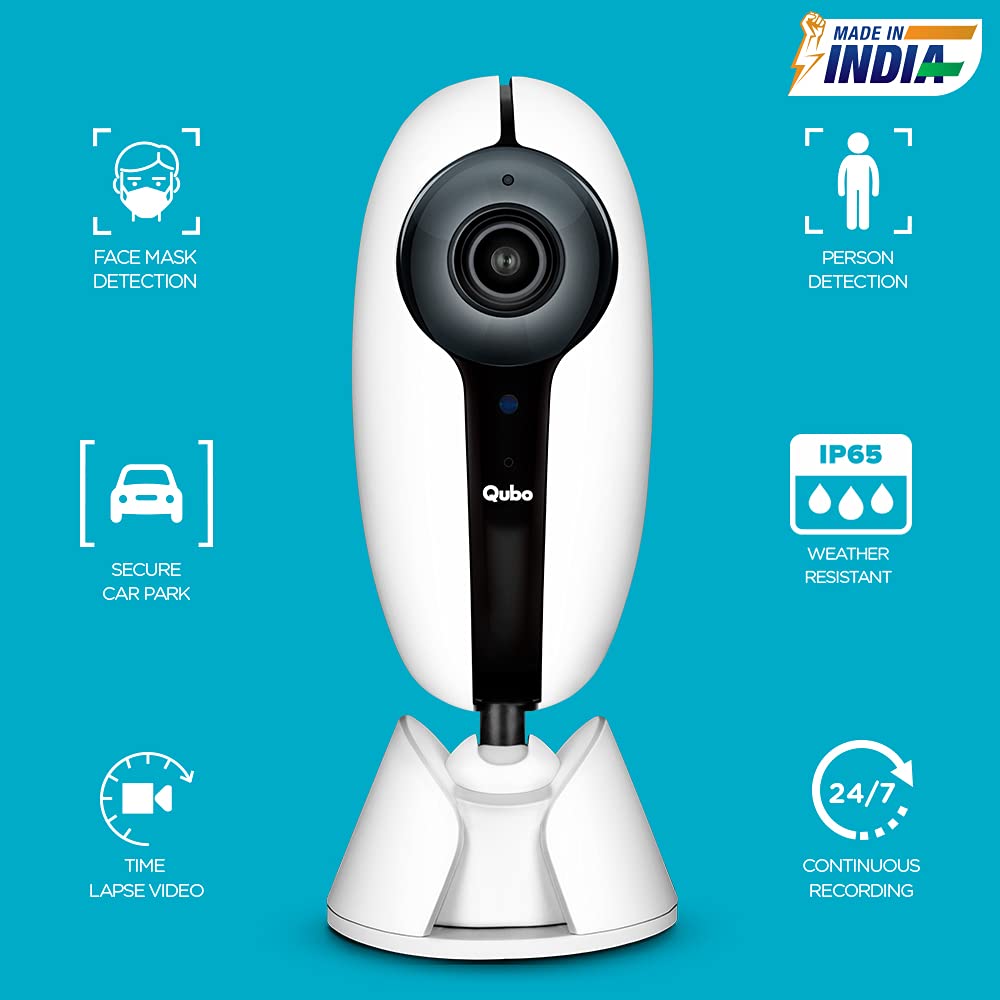 MADE IN
INDIA
FACE MASK
DETECTION
PERSON
DETECTION
Qubo
SECURE
CAR PARK
IP65
WEATHER
RESISTANT
TIME
LAPSE VIDEO
24/7
CONTINUOUS
RECORDING